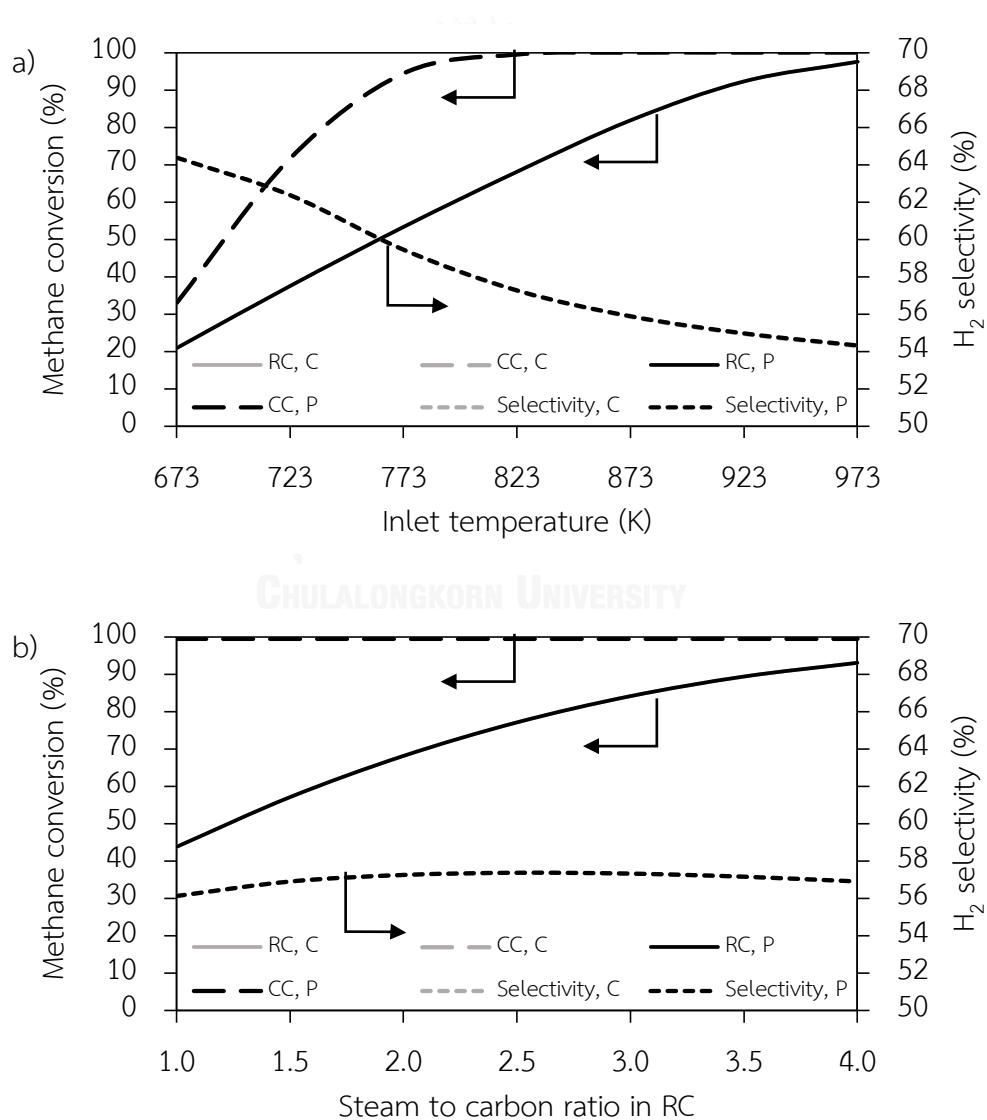 a)
Methane conversion (%)
100
90
80
70
60
50
40
30
20
10
0
70
68
66
64
62
60
58
56
54
52
50
H2 selectivity (%)
RC, C
CC, C
RC, P
CC, P
Selectivity, C
Selectivity, P
673 723 773 823 873 923 973
Inlet temperature (K)
CHULALONGKORN UNIVERSITY
b)
Methane conversion (%)
100
90
80
70
60
50
40
30
20
10
0
70
68
66
64
62
60
58
56
54
52
50
H2 selectivity (%)
RC, C
CC, C
RC, P
CC, P
Selectivity, C
Selectivity, P
1.0 1.5 2.0 2.5 3.0 3.5 4.0
Steam to carbon ratio in RC